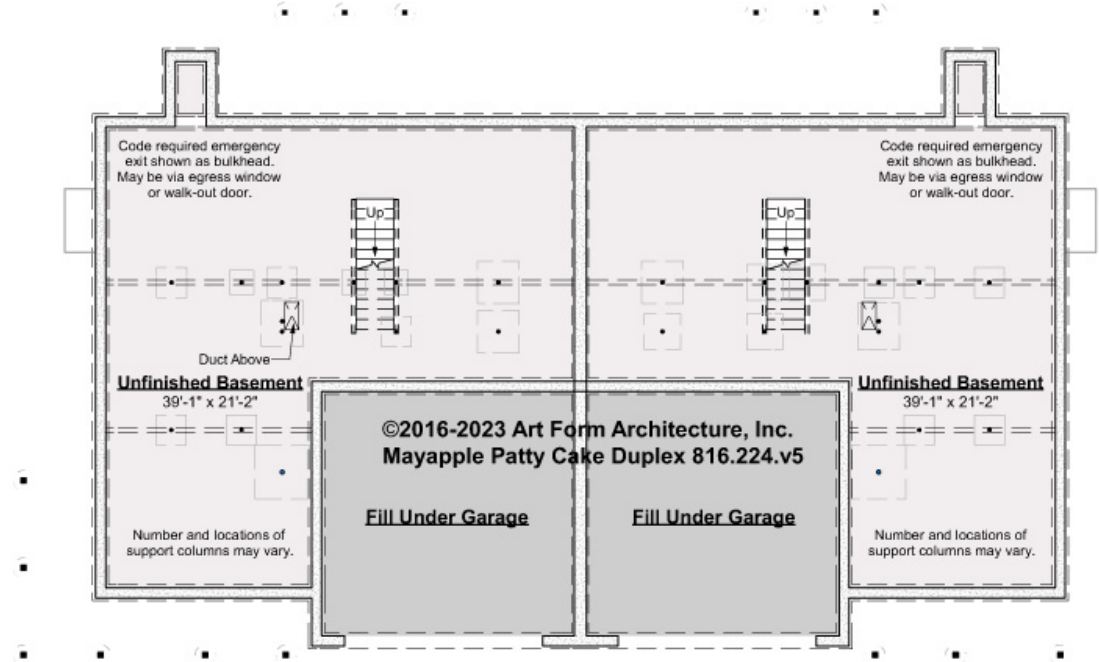 Code required emergency
exit shown as bulkhead.
May be via egress window
or walk-out door.
Code required emergency
exit shown as bulkhead.
May be via egress window
or walk-out door.
Up
Up
Duct Above
Unfinished Basement
39'-1" x 21'-2"
Unfinished Basement
39'-1" x 21'-2"
©2016-2023 Art Form Architecture, Inc.
Mayapple Patty Cake Duplex 816.224.v5
Fill Under Garage
Fill Under Garage
Number and locations of
support columns may vary.
Number and locations of
support columns may vary.